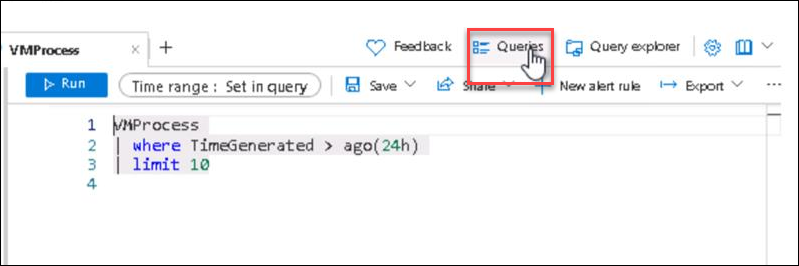 VMProcess × + Feedback Queries Query explorer
Run Time range : Set in query Save Share + New alert rule Export ...
1 VMProcess
2 | where TimeGenerated > ago(24h)
3 | limit 10
4